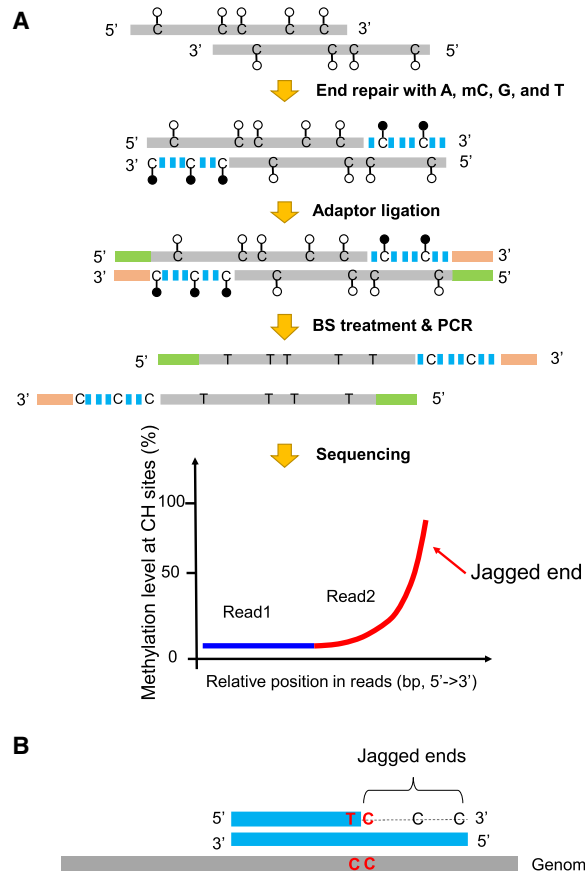 A
5’ C C C C C 3’
3’ C C C C 5’
End repair with A, mC, G, and T
5’ C C C C C C C 3’
3’ C C C C C C C 5’
Adaptor ligation
5’ C C C C C C C 3’
3’ C C C C C C C 5’
BS treatment & PCR
5’ T T T T T C C 3’
3’ C C C T T T T 5’
Sequencing
Methylation level at CH sites (%)
100
50
0
Read1
Read2
Jagged end
Relative position in reads (bp, 5’->3’)
B
Jagged ends
5’ T C C C 3’
3’ 5’
C C Genom